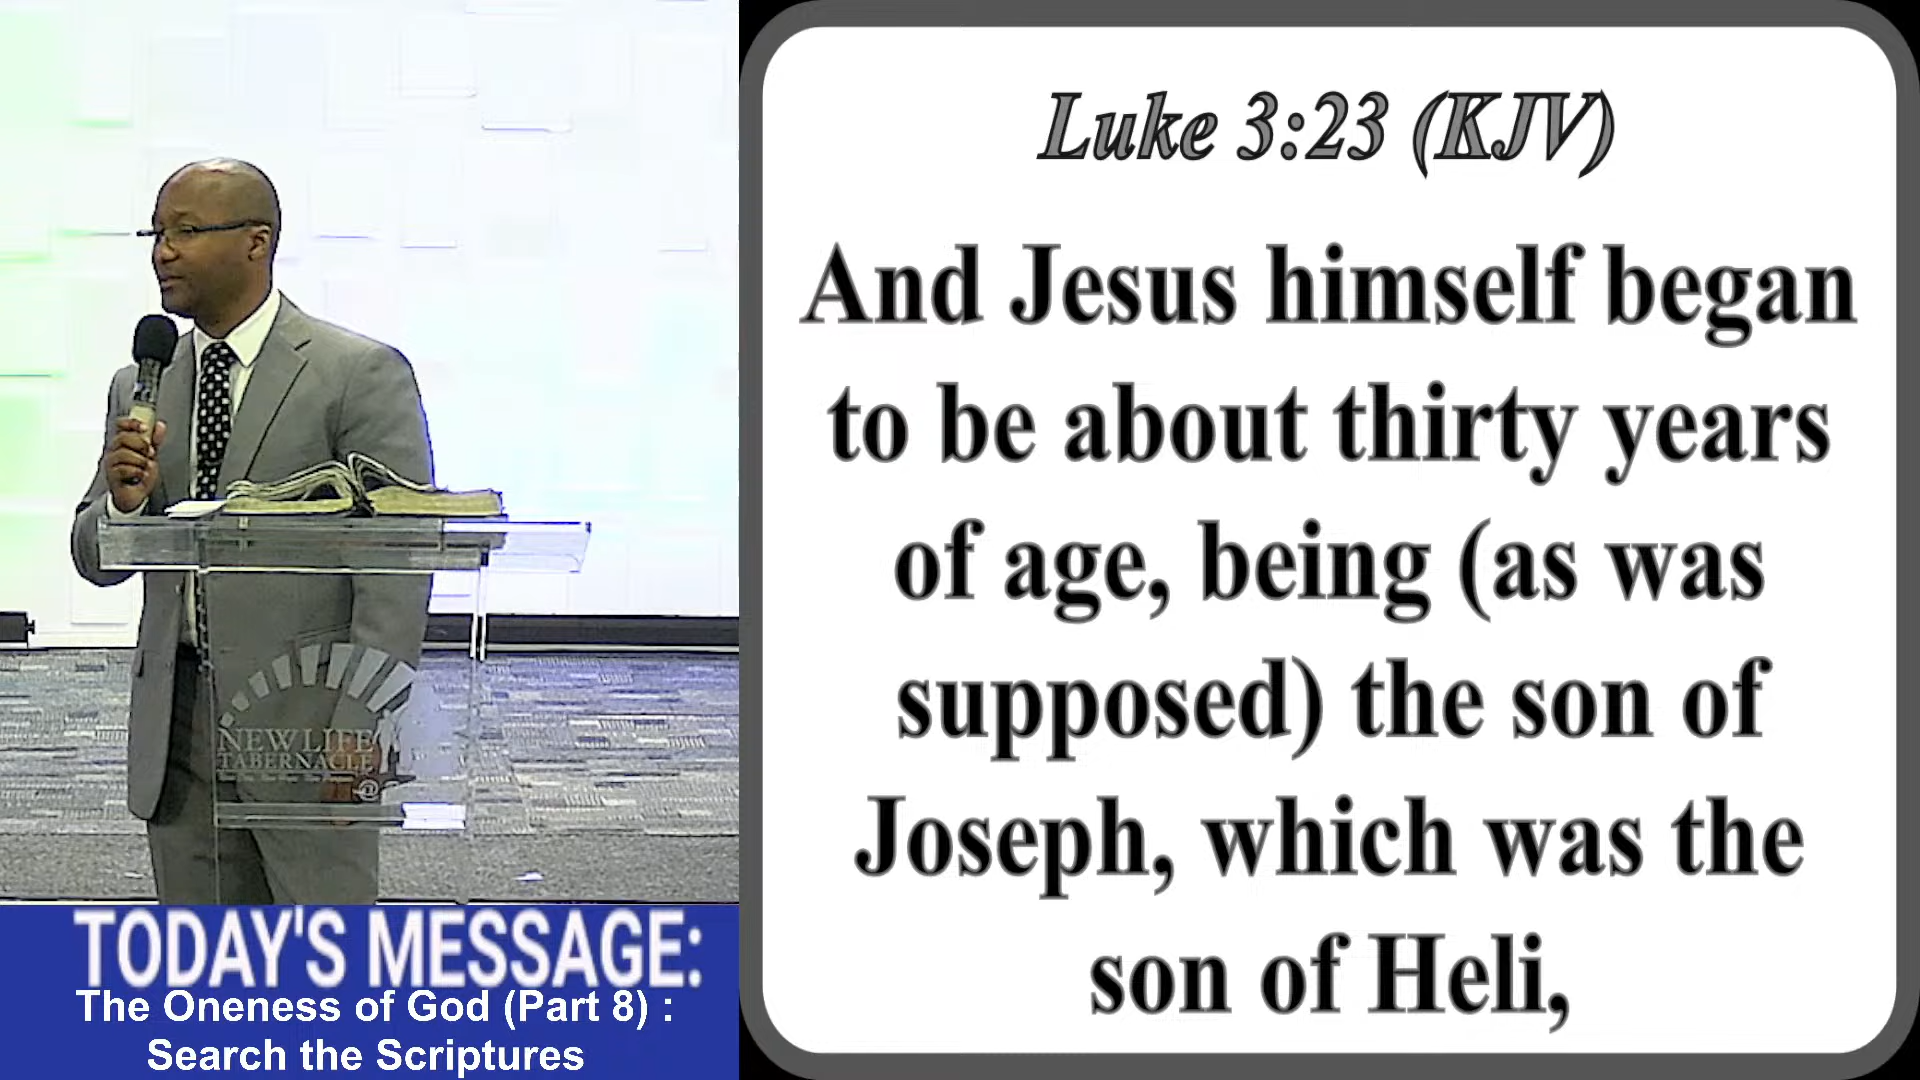 Luke 3:23 (KJV)
And Jesus himself began
to be about thirty years
of age, being (as was
supposed) the son of
Joseph, which was the
son of Heli,
NEW LIFE
TABERNACLE
TODAY'S MESSAGE:
The Oneness of God (Part 8) :
Search the Scriptures